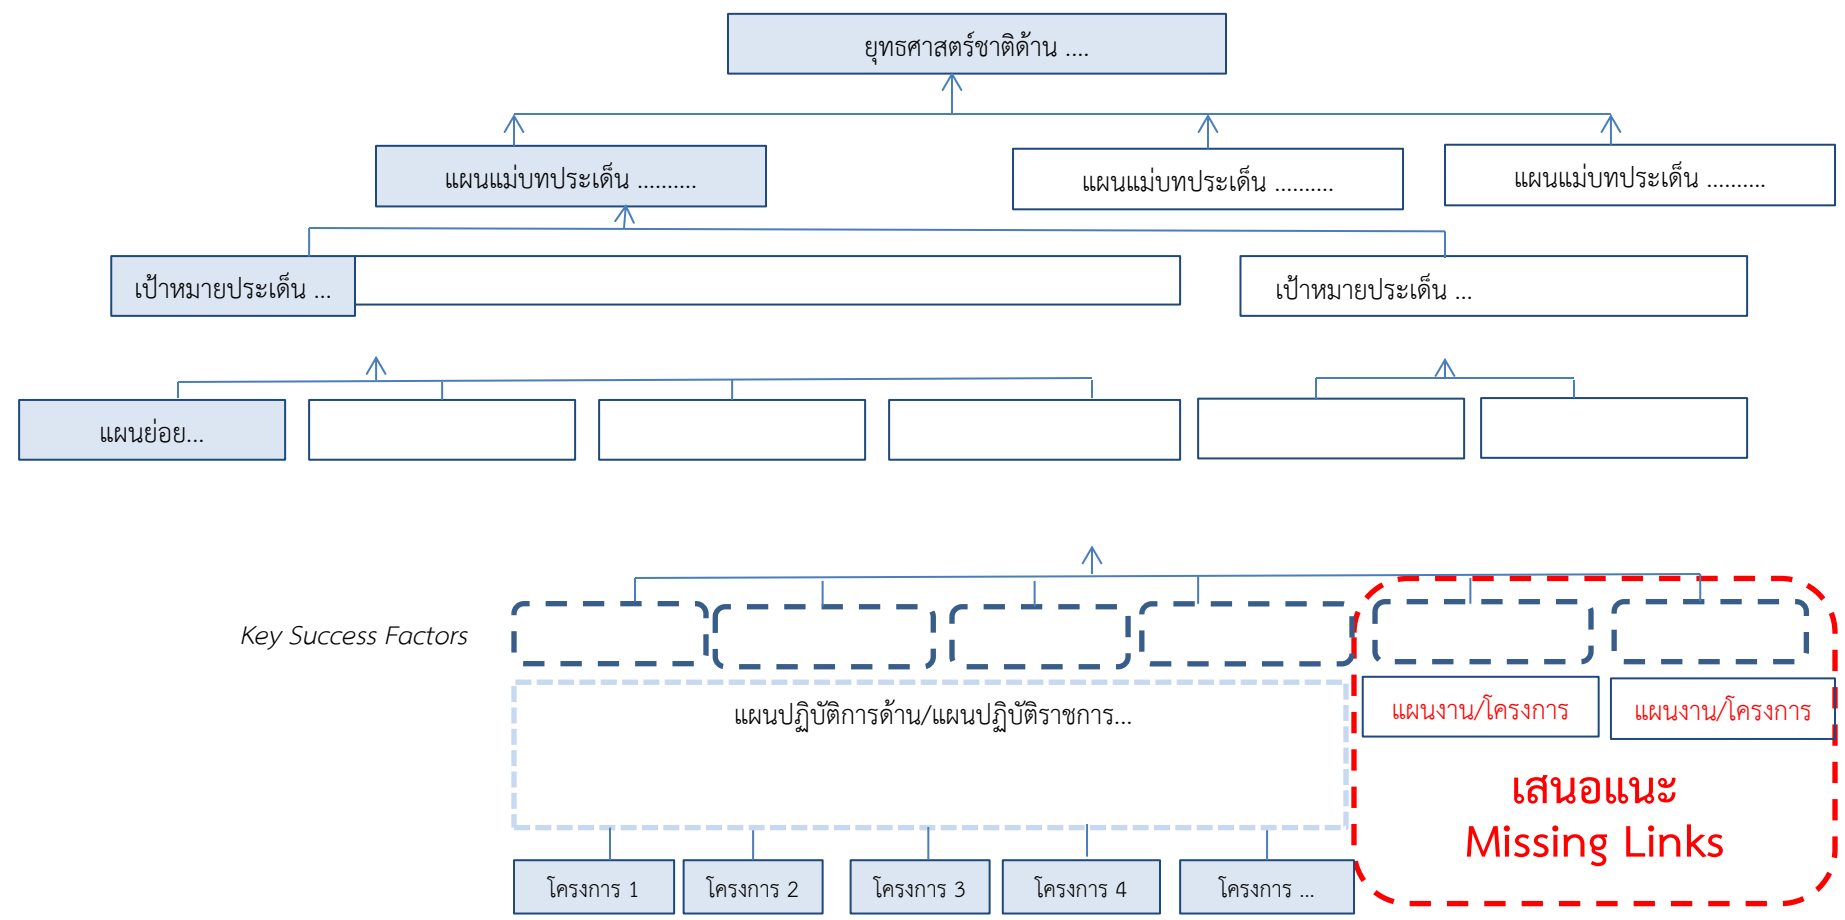 ยุทธศาสตร์ชาติด้าน ....
แผนแม่บทประเด็น ..........
แผนแม่บทประเด็น ..........
แผนแม่บทประเด็น ..........
เป้าหมายประเด็น ...
เป้าหมายประเด็น ...
แผนย่อย...
Key Success Factors
แผนปฏิบัติการด้าน/แผนปฏิบัติราชการ...
แผนงาน/โครงการ
แผนงาน/โครงการ
เสนอแนะ
Missing Links
โครงการ 1
โครงการ 2
โครงการ 3
โครงการ 4
โครงการ ...